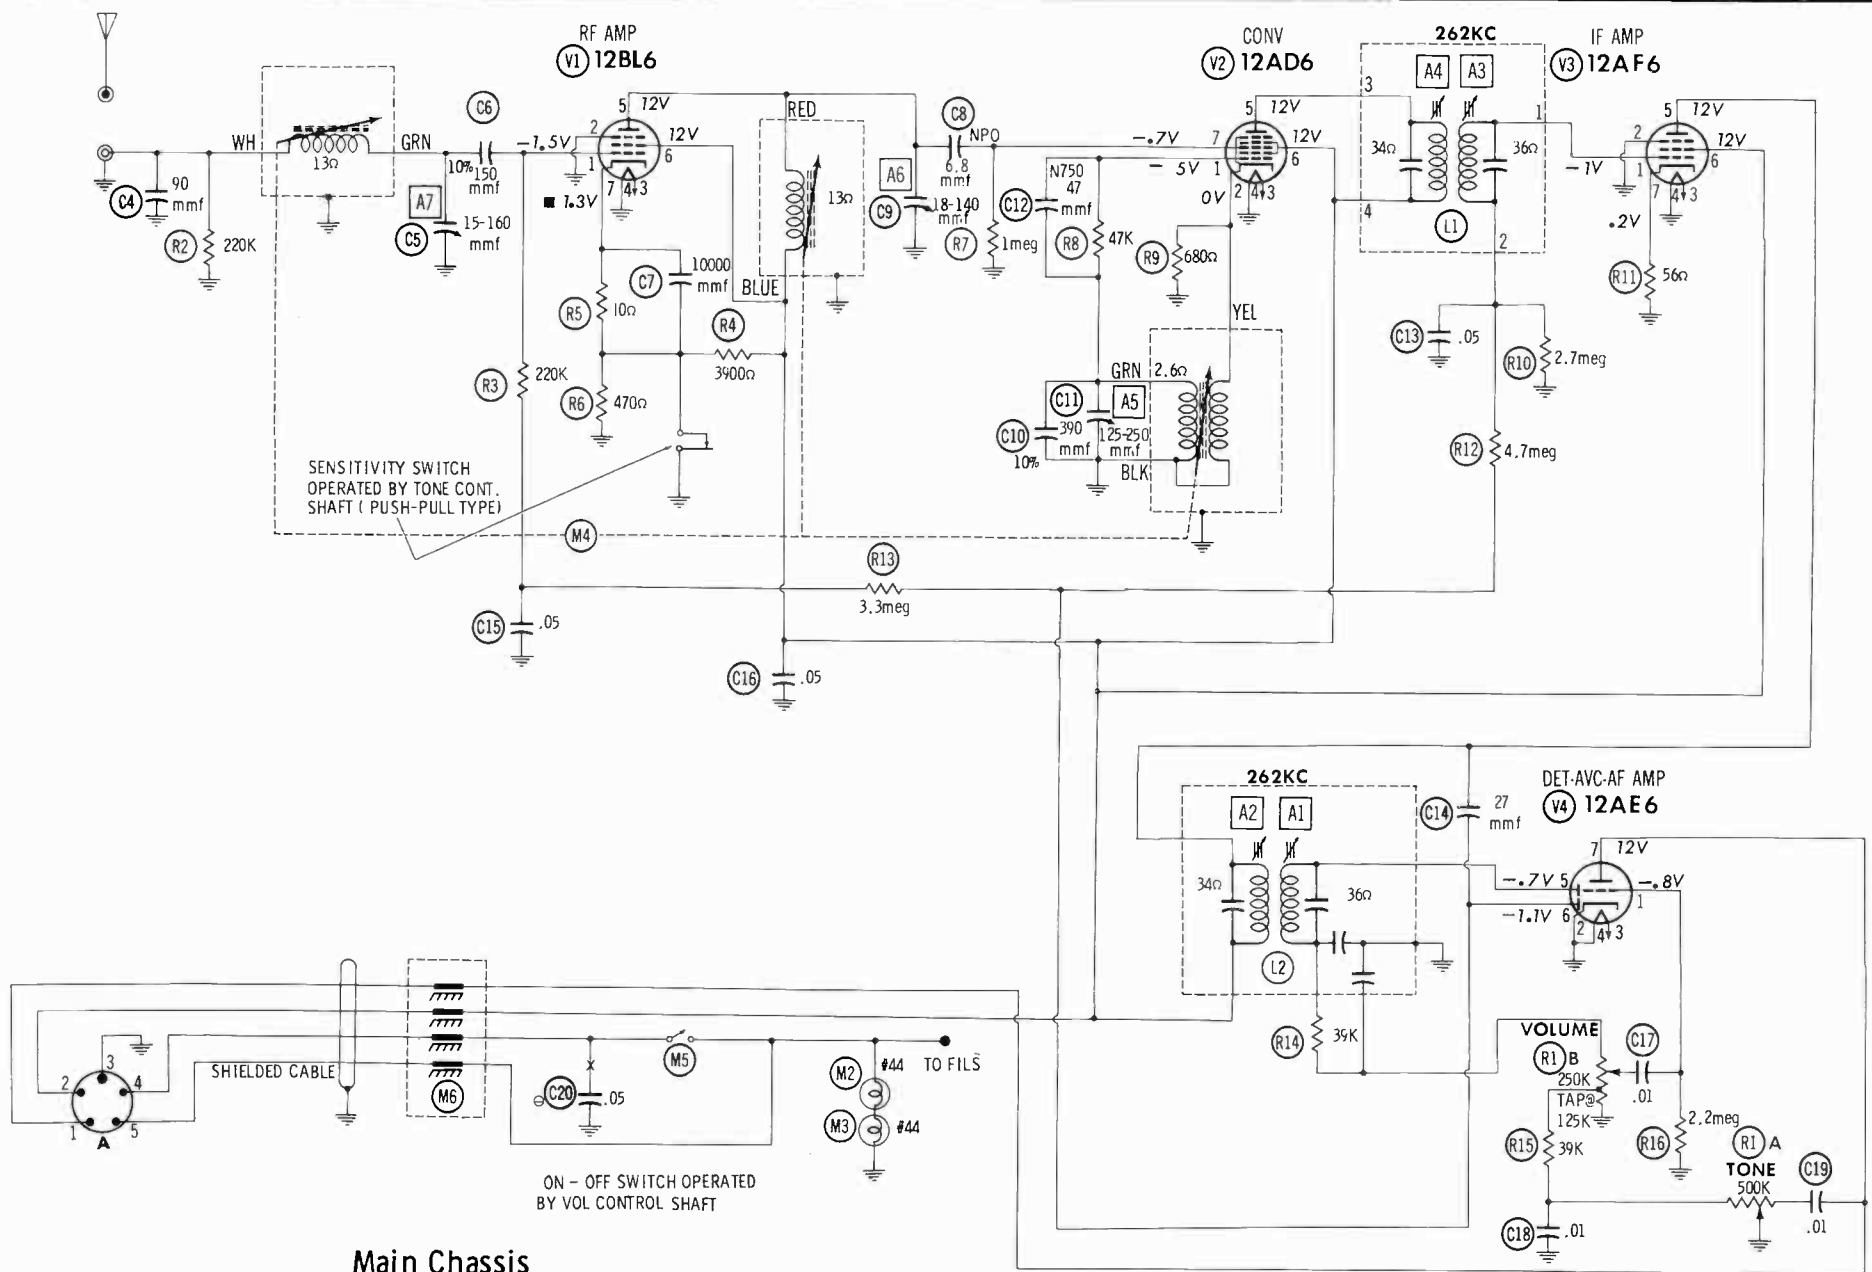 RF AMP
V1 12BL6
CONV
V2 12AD6
262KC
IF AMP
V3 12AF6
A4 A3
3
1
5 12V
RED
C6
C8
NPO
5 12V
34Ω
36Ω
5 12V
12V
WH
13Ω
GRN
10% 150 mmf
-1.5V
2
1
7 4 3
12V
6
-.7V
- 5V
7
1
2 4 3
0V
12V
6
4
L1
2
-1V
2
1
7 4 3
6
.2V
C4 90 mmf
R2 220K
A7
C5 15-160 mmf
■ 1.3V
13Ω
A6
C9 18-140 mmf
6.8 mmf
R7 1meg
N750
47 mmf
C12
R8 47K
R9 680Ω
R11 56Ω
C7 10000 mmf
BLUE
R5 10Ω
R4
3900Ω
YEL
C13 .05
R10 2.7meg
R3 220K
R6 470Ω
GRN 2.6Ω
C11
A5
C10 390 mmf
10%
125-250 mmf
BLK
R12 4.7meg
SENSITIVITY SWITCH
OPERATED BY TONE CONT.
SHAFT ( PUSH-PULL TYPE)
M4
R13
3.3meg
C15 .05
C16 .05
262KC
DET-AVC-AF AMP
V4 12AE6
A2 A1
C14 27 mmf
7 12V
34Ω
36Ω
-.7V 5
-1.1V 6
-.8V
1
2
4 3
L2
R14 39K
VOLUME
R1 B
250K
TAP@
125K
C17
.01
SHIELDED CABLE
3
2
4
1
5
A
M6
M5
⊖ C20 .05
X
M2 #44
M3 #44
TO FILS
R15 39K
R16
2.2meg
R1 A
TONE
500K
C19
.01
C18 .01
ON - OFF SWITCH OPERATED
BY VOL CONTROL SHAFT
Main Chassis